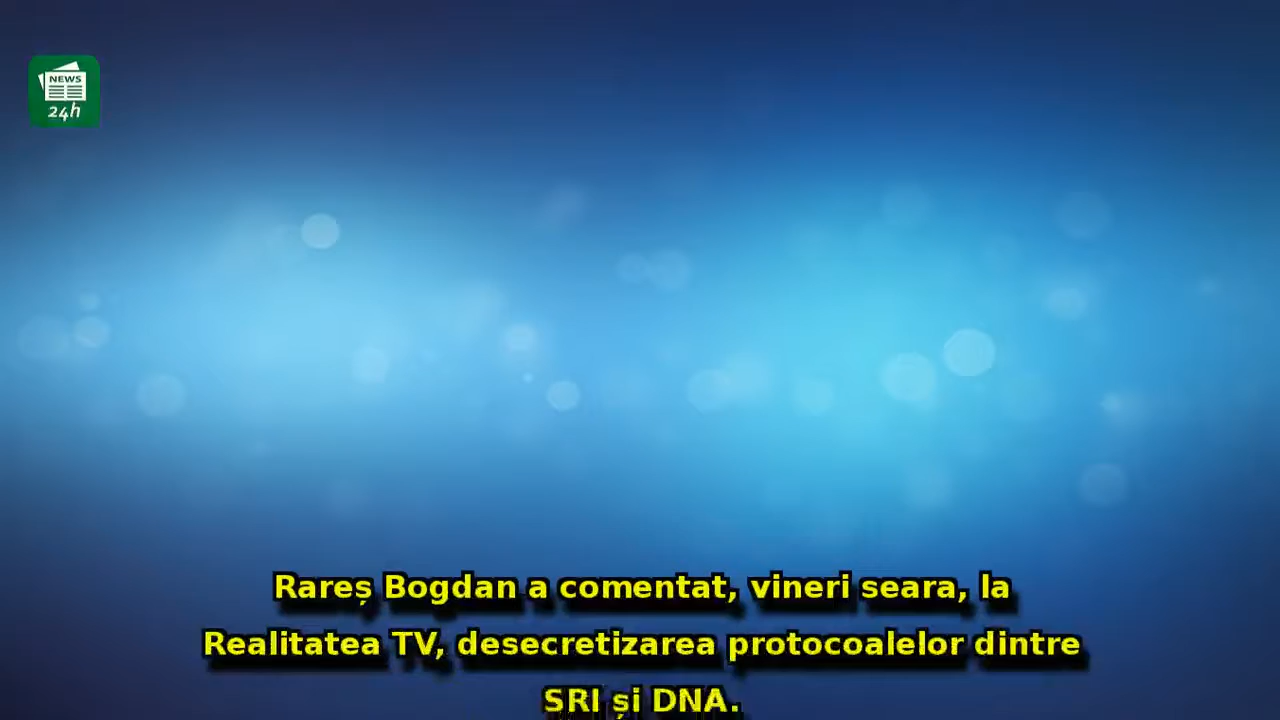 NEWS
24h
Rareș Bogdan a comentat, vineri seara, la
Realitatea TV, desecretizarea protocoalelor dintre
SRI și DNA.